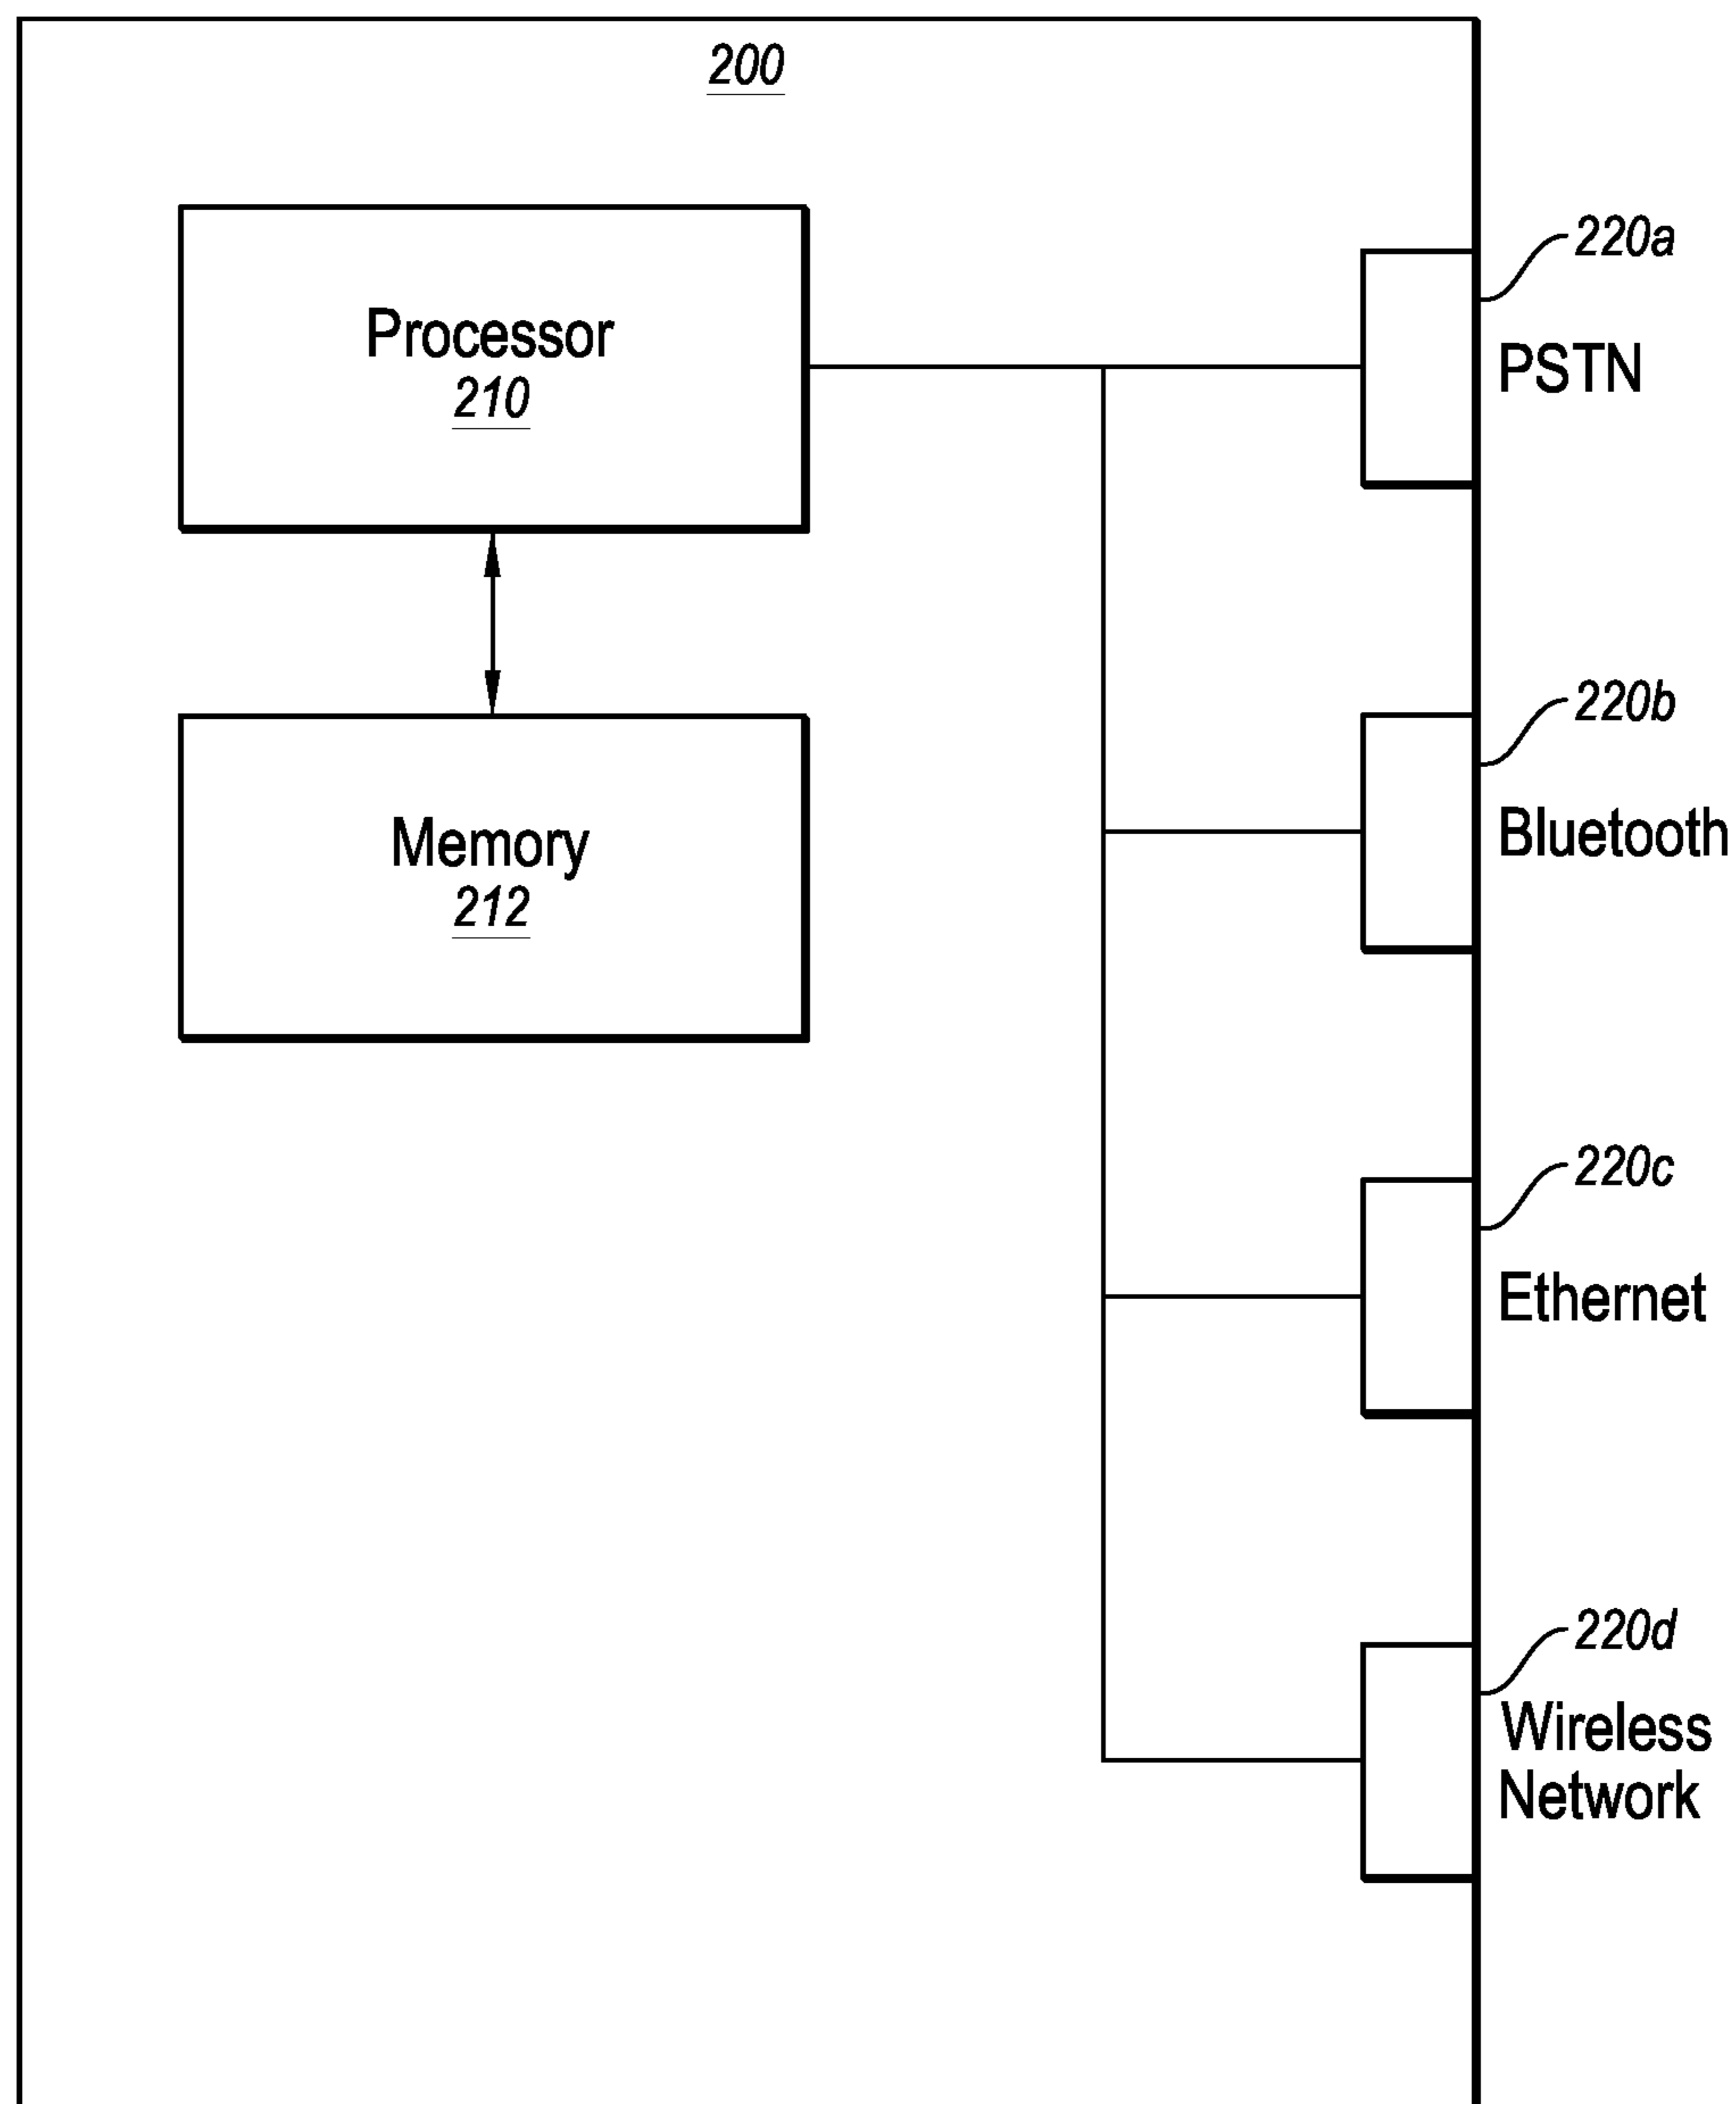 200
Processor
210
Memory
212
220a
PSTN
220b
Bluetooth
220c
Ethernet
220d
Wireless
Network